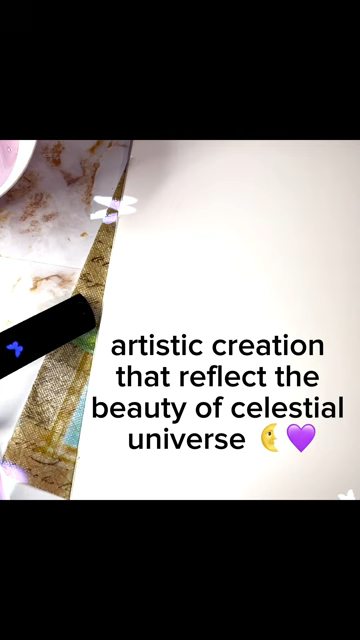 artistic creation
that reflect the
beauty of celestial
universe 🌛💜